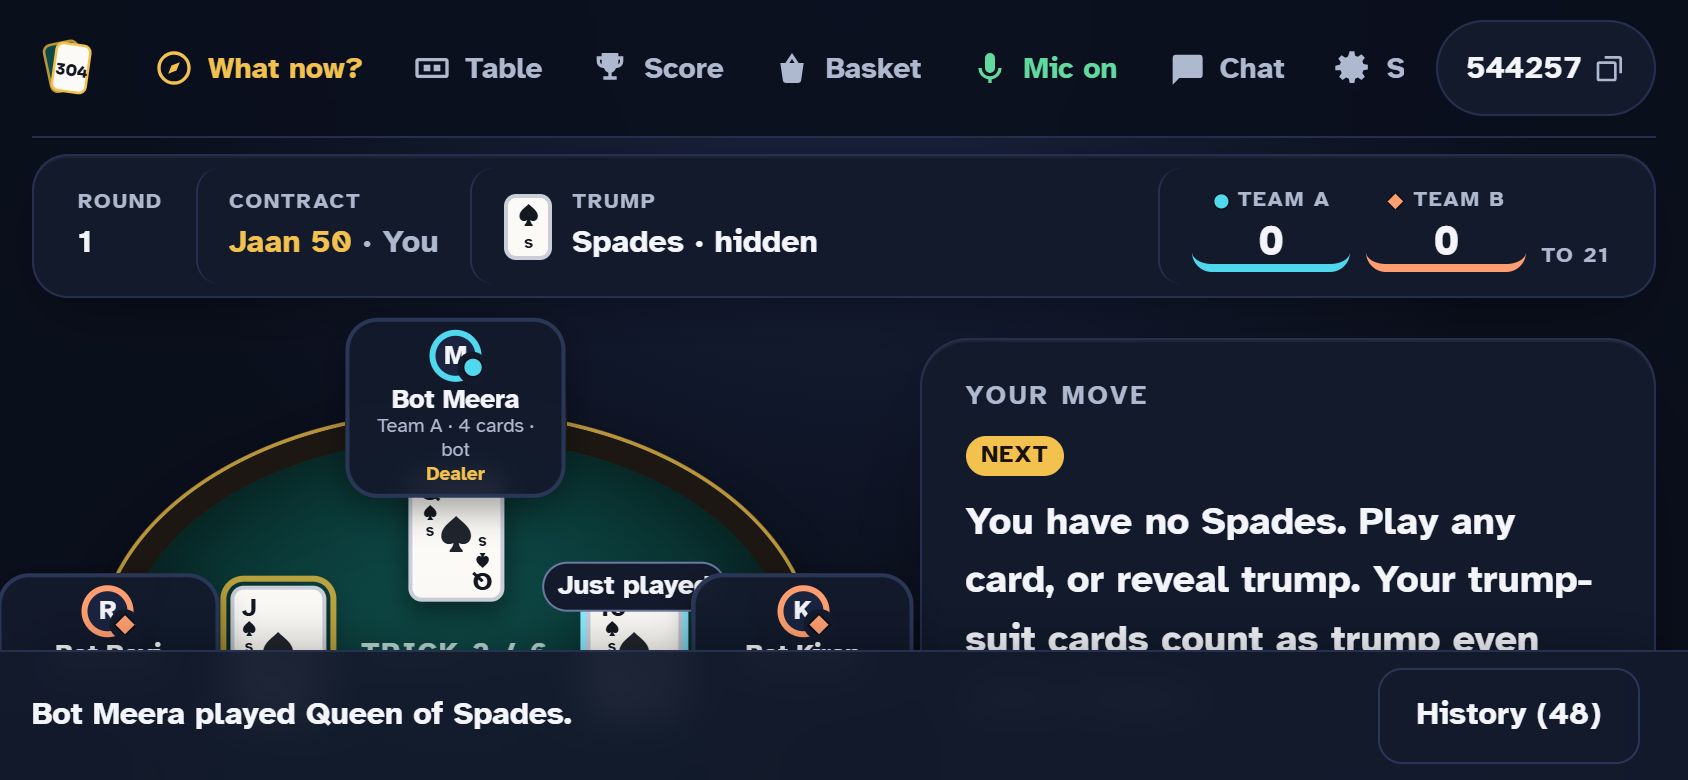 304
What now?
Table
Score
Basket
Mic on
Chat
S
544257
ROUND
1
CONTRACT
Jaan 50 · You
S
TRUMP
Spades · hidden
TEAM A
0
TEAM B
0
TO 21
M
Bot Meera
Team A · 4 cards ·
bot
Dealer
S
S
Q
YOUR MOVE
NEXT
You have no Spades. Play any
card, or reveal trump. Your trump-
suit cards count as trump even
Just played
R
J
S
S
K
Bot Meera played Queen of Spades.
History (48)